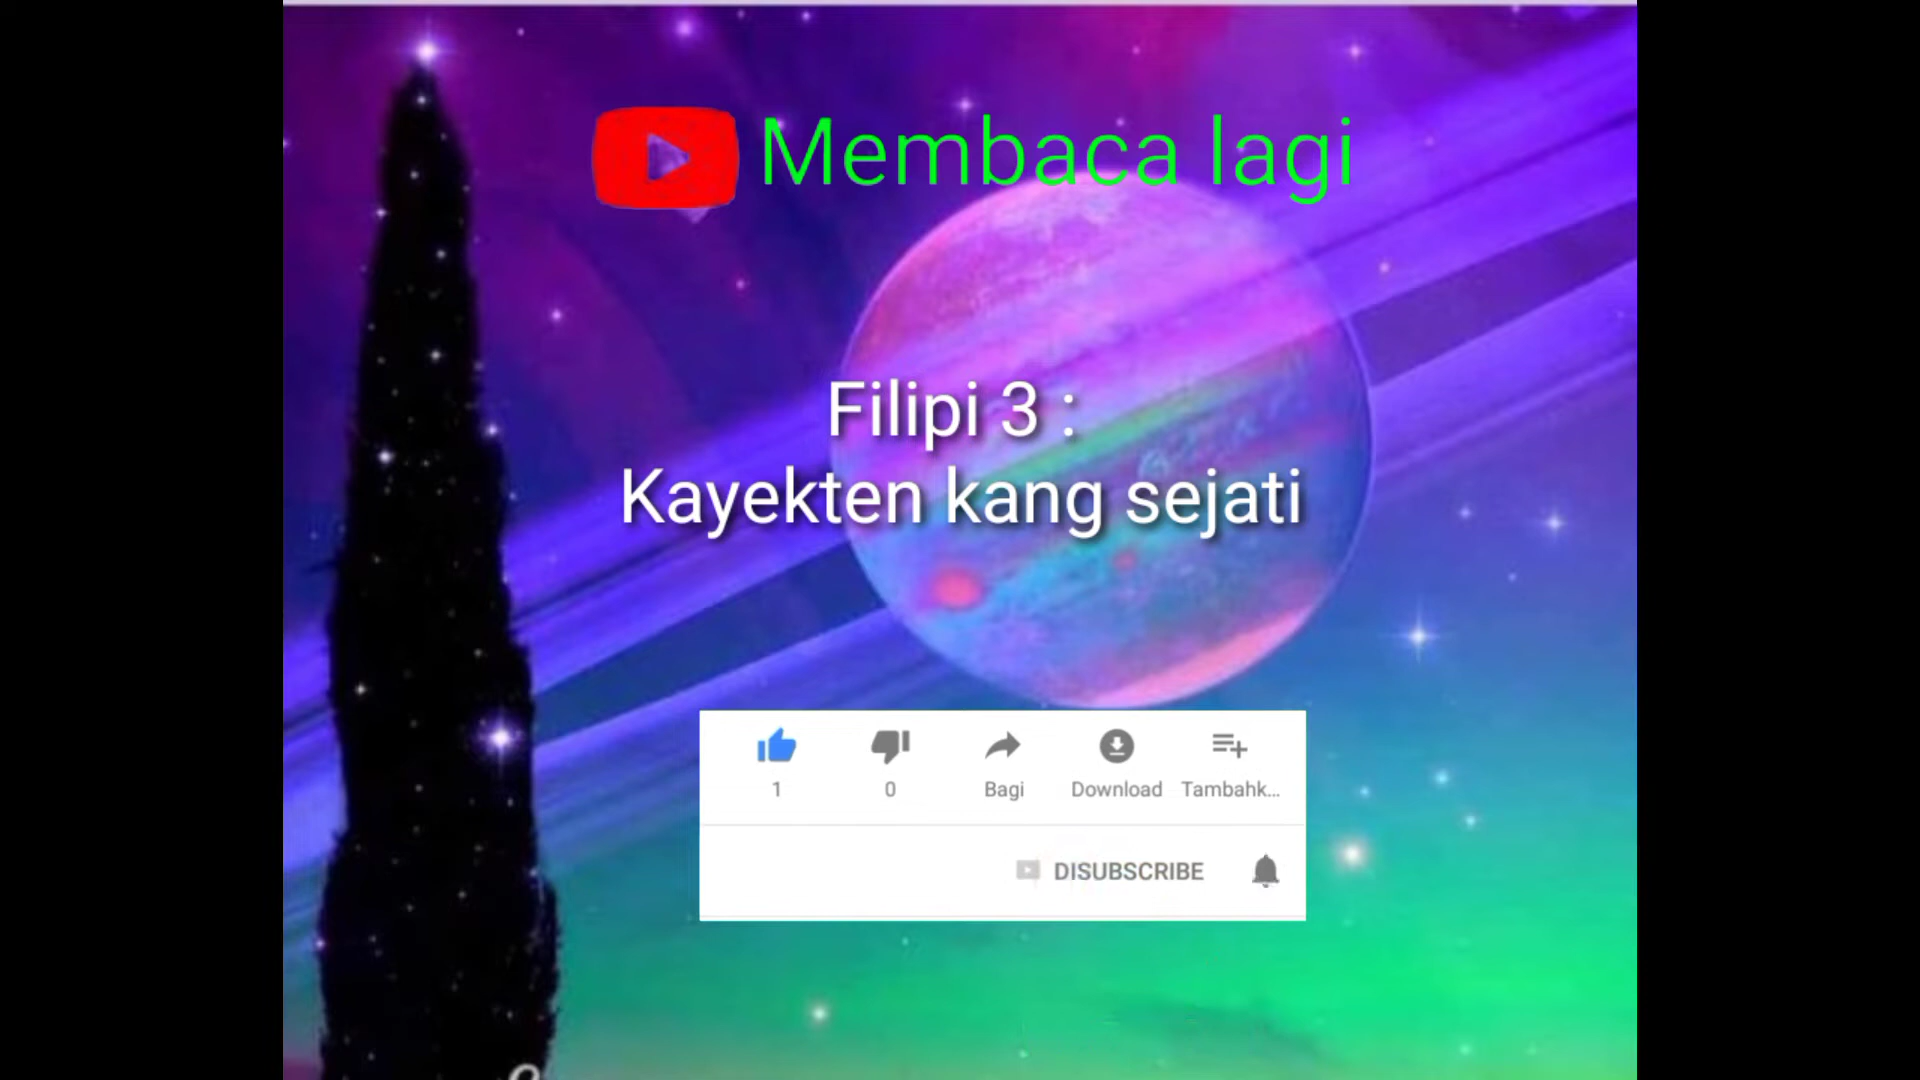 Membaca lagi
Filipi 3 :
Kayekten kang sejati
1 0 Bagi Download Tambahk...
DISUBSCRIBE